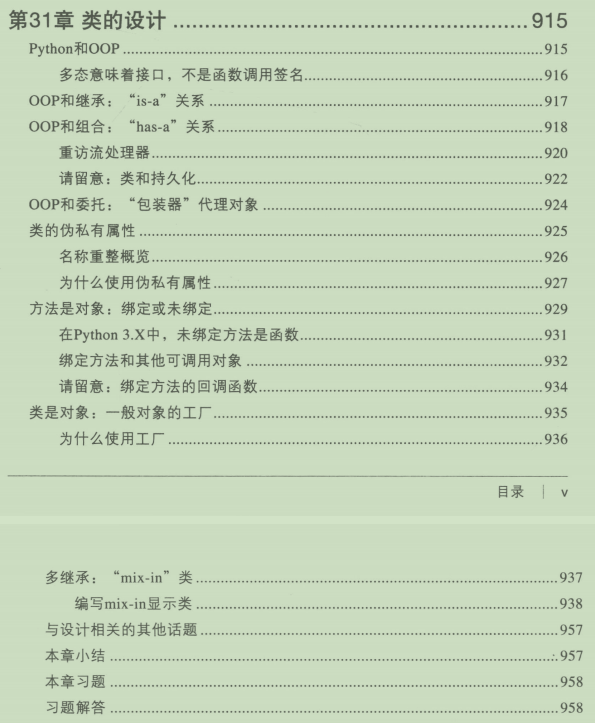 第31章 类的设计 ........................................................ 915
Python和OOP ........................................................ 915
多态意味着接口，不是函数调用签名........................................................ 916
OOP和继承：“is-a”关系 ........................................................ 917
OOP和组合：“has-a”关系........................................................ 918
重访流处理器........................................................ 920
请留意：类和持久化........................................................ 922
OOP和委托：“包装器”代理对象 ........................................................ 924
类的伪私有属性 ........................................................ 925
名称重整概览........................................................ 926
为什么使用伪私有属性........................................................ 927
方法是对象：绑定或未绑定........................................................ 929
在Python 3.X中，未绑定方法是函数........................................................ 931
绑定方法和其他可调用对象 ........................................................ 932
请留意：绑定方法的回调函数........................................................ 934
类是对象：一般对象的工厂........................................................ 935
为什么使用工厂 ........................................................ 936
目录 | v
多继承：“mix-in”类 ........................................................ 937
编写mix-in显示类 ........................................................ 938
与设计相关的其他话题 ........................................................ 957
本章小结 ........................................................ 957
本章习题 ........................................................ 958
习题解答 ........................................................ 958